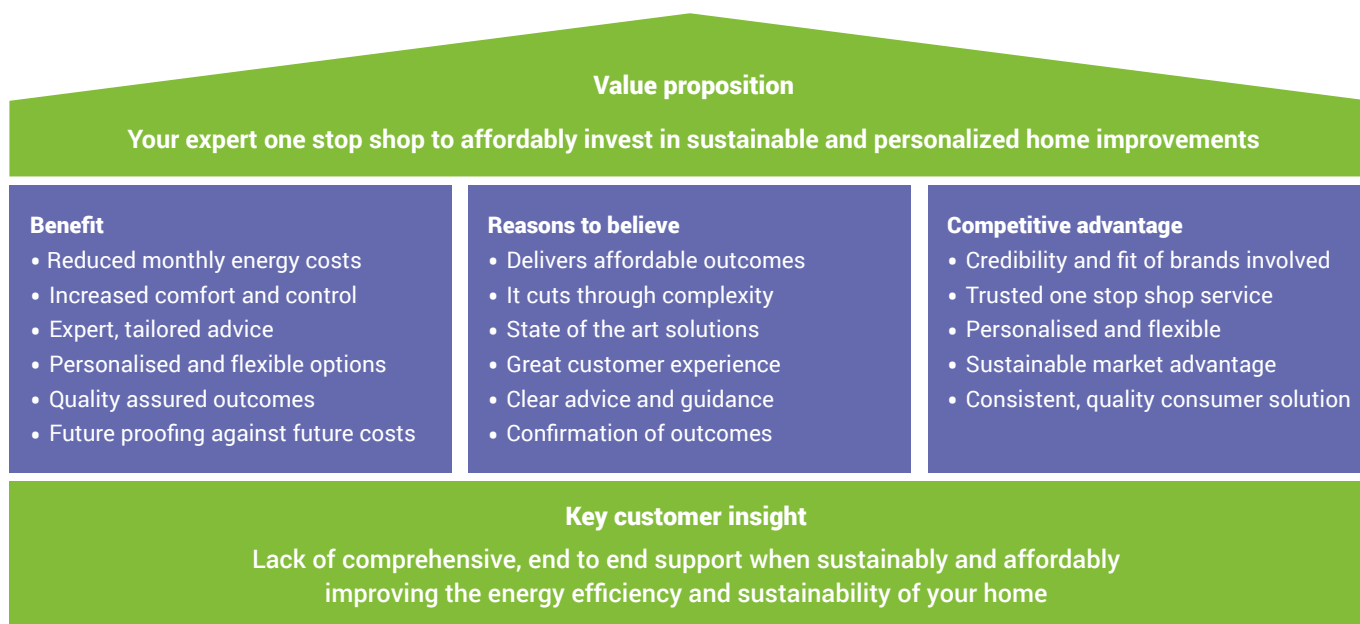 Value proposition
Your expert one stop shop to affordably invest in sustainable and personalized home improvements
Benefit
• Reduced monthly energy costs
• Increased comfort and control
• Expert, tailored advice
• Personalised and flexible options
• Quality assured outcomes
• Future proofing against future costs
Reasons to believe
• Delivers affordable outcomes
• It cuts through complexity
• State of the art solutions
• Great customer experience
• Clear advice and guidance
• Confirmation of outcomes
Competitive advantage
• Credibility and fit of brands involved
• Trusted one stop shop service
• Personalised and flexible
• Sustainable market advantage
• Consistent, quality consumer solution
Key customer insight
Lack of comprehensive, end to end support when sustainably and affordably
improving the energy efficiency and sustainability of your home